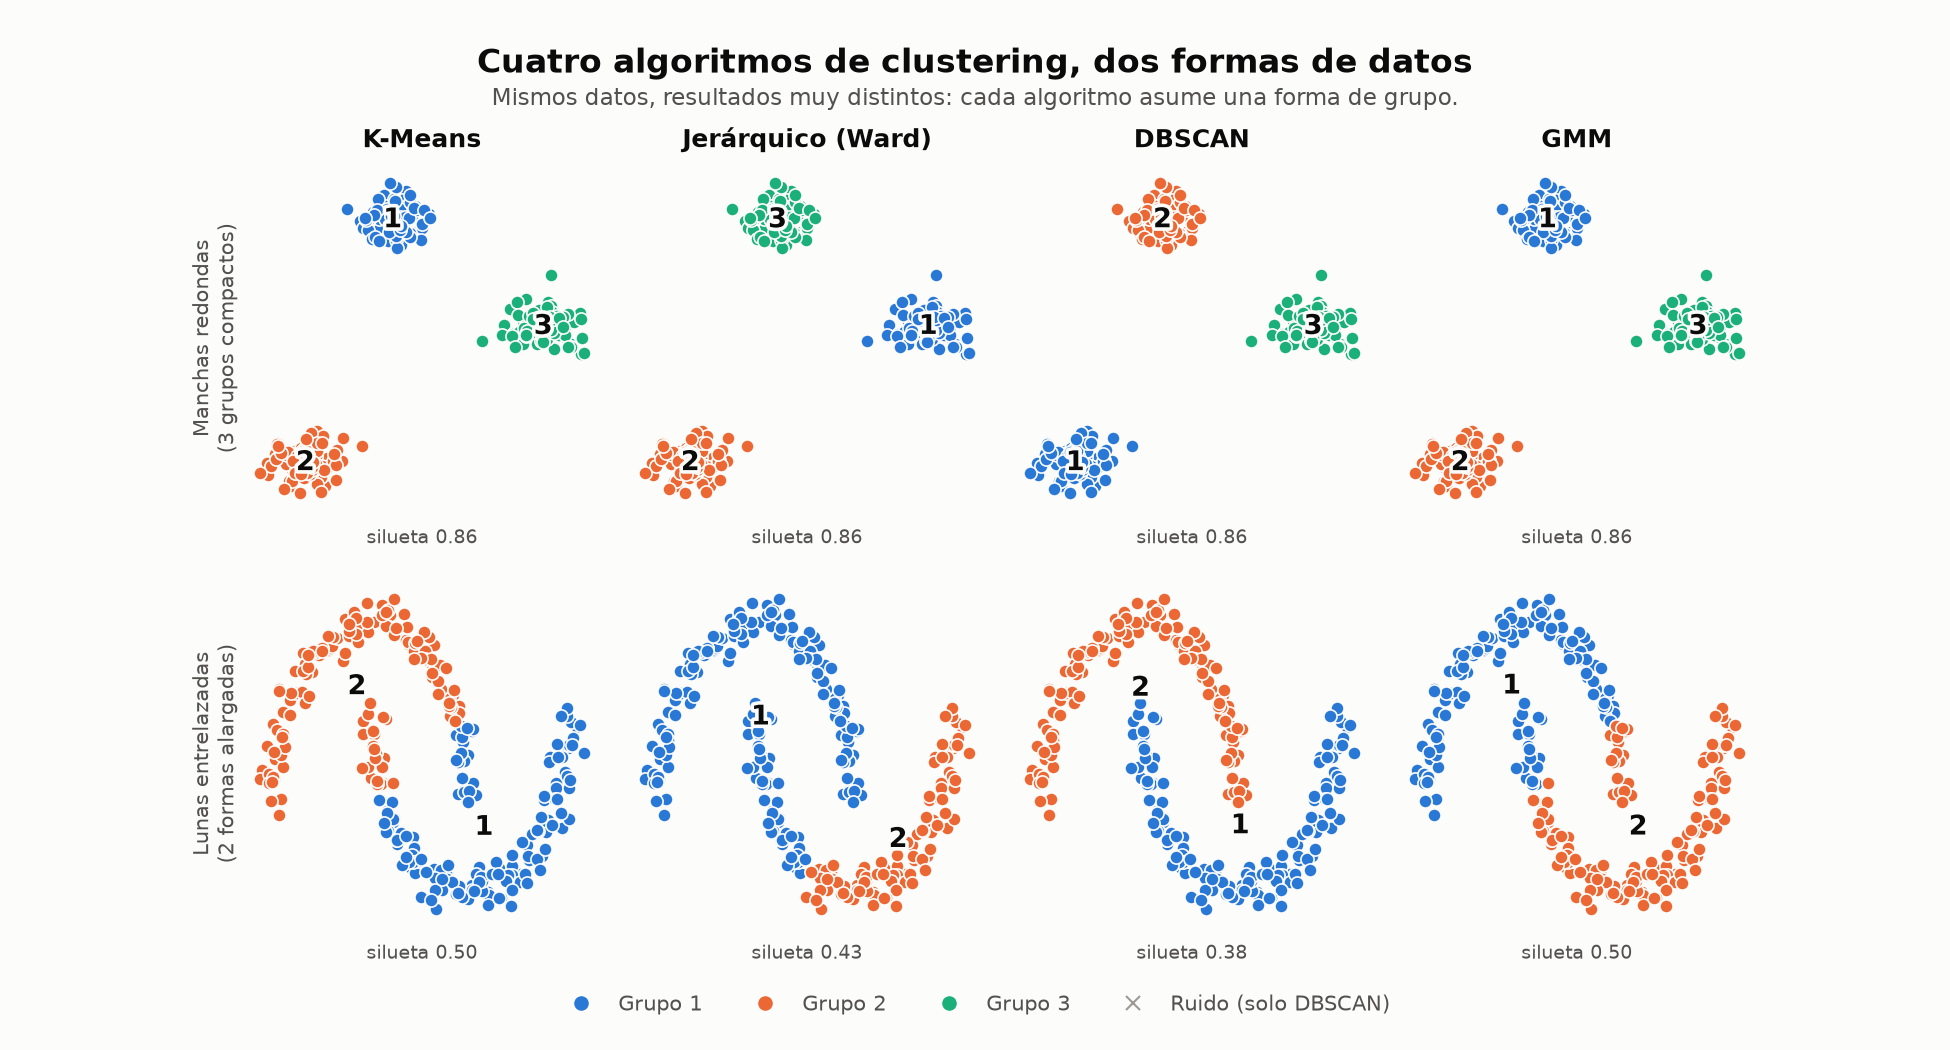 Cuatro algoritmos de clustering, dos formas de datos
Mismos datos, resultados muy distintos: cada algoritmo asume una forma de grupo.
K-Means
Jerárquico (Ward)
DBSCAN
GMM
Manchas redondas
(3 grupos compactos)
1
3
2
silueta 0.86
3
1
2
silueta 0.86
2
3
1
silueta 0.86
1
3
2
silueta 0.86
Lunas entrelazadas
(2 formas alargadas)
2
1
silueta 0.50
1
2
silueta 0.43
2
1
silueta 0.38
1
2
silueta 0.50
Grupo 1
Grupo 2
Grupo 3
Ruido (solo DBSCAN)